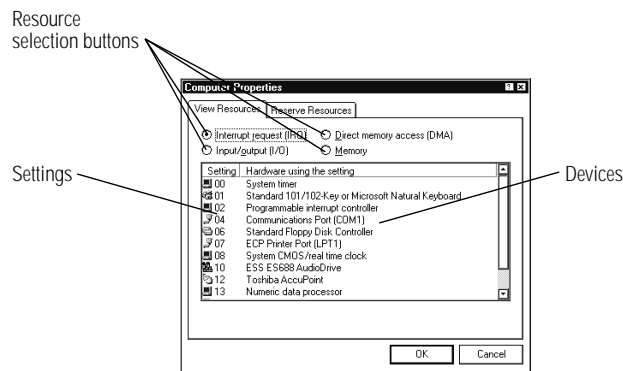 Resource
selection buttons
Computer Properties
View Resources Reserve Resources
Interrupt request (IRQ) Direct memory access (DMA)
Input/output (I/O) Memory
Settings
Devices
Setting Hardware using the setting
00 System timer
01 Standard 101/102-Key or Microsoft Natural Keyboard
02 Programmable interrupt controller
04 Communications Port (COM1)
06 Standard Floppy Disk Controller
07 ECP Printer Port (LPT1)
08 System CMOS/real time clock
10 ESS ES688 AudioDrive
12 Toshiba AccuPoint
13 Numeric data processor
OK Cancel